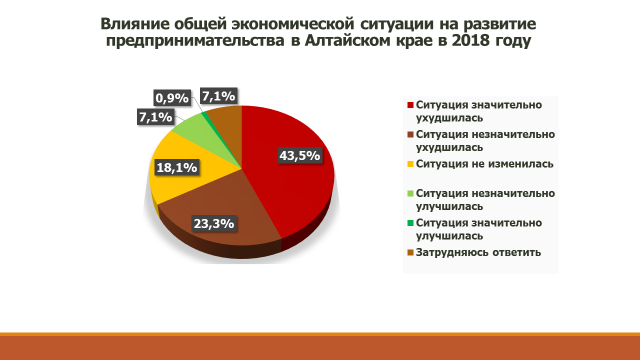 Влияние общей экономической ситуации на развитие
предпринимательства в Алтайском крае в 2018 году
0,9%
7,1%
7,1%
43,5%
18,1%
23,3%
Ситуация значительно
ухудшилась
Ситуация незначительно
ухудшилась
Ситуация не изменилась
Ситуация незначительно
улучшилась
Ситуация значительно
улучшилась
Затрудняюсь ответить